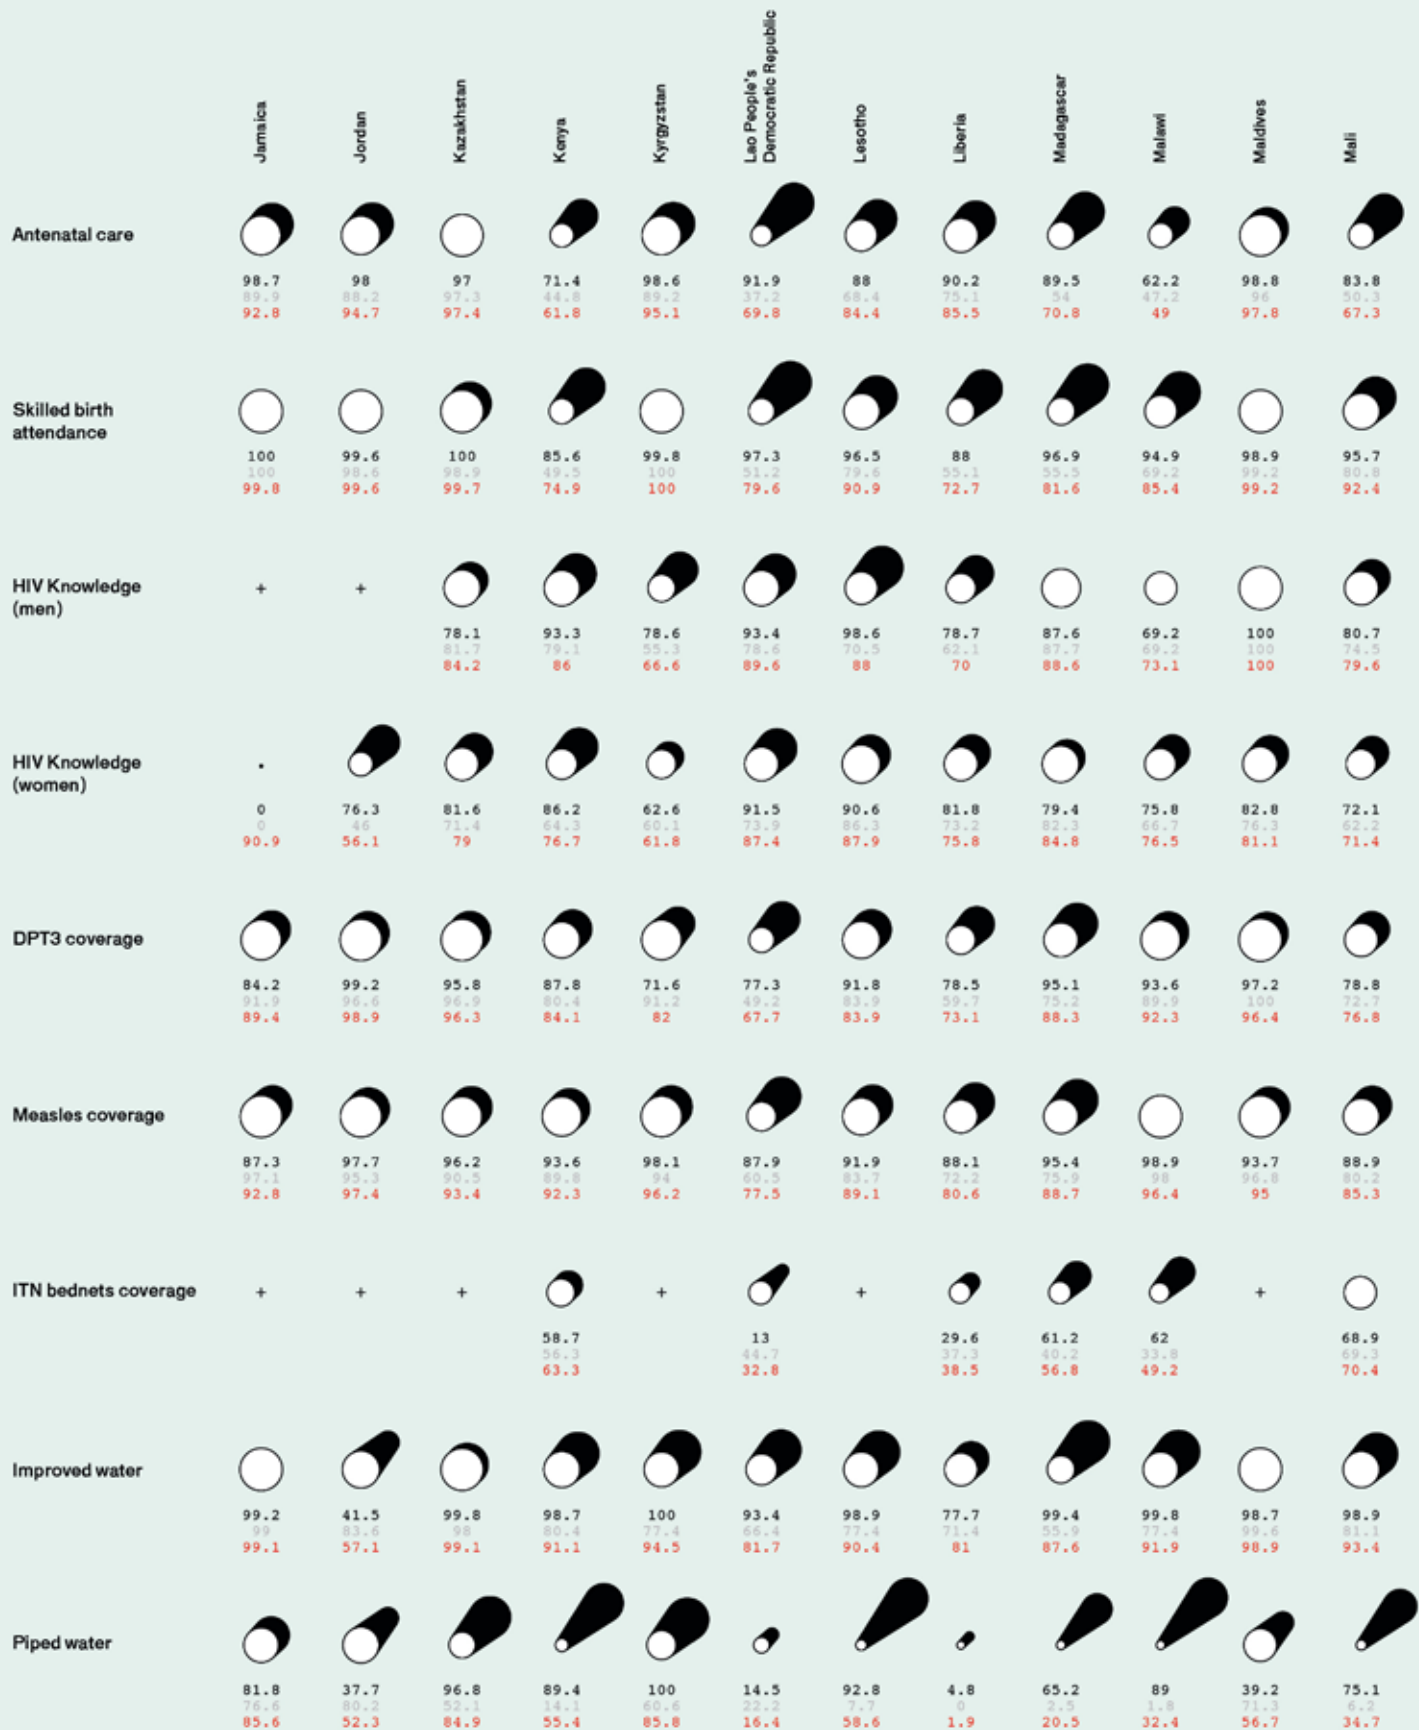 Jamaica
Jordan
Kazakhstan
Kenya
Kyrgyzstan
Lao People's
Democratic Republic
Lesotho
Liberia
Madagascar
Malawi
Maldives
Mali
Antenatal care
98.7 98 97 71.4 98.6 91.9 88 90.2 89.5 62.2 98.8 83.8
89.9 88.2 97.3 44.8 89.2 37.2 68.4 75.1 54 47.2 96 50.3
92.8 94.7 97.4 61.8 95.1 69.8 84.4 85.5 70.8 49 97.8 67.3
Skilled birth
attendance
100 99.6 100 85.6 99.8 97.3 96.5 88 96.9 94.9 98.9 95.7
100 98.6 98.9 49.5 100 51.2 79.6 55.1 55.5 69.2 99.2 80.8
99.8 99.6 99.7 74.9 100 79.6 90.9 72.7 81.6 85.4 99.2 92.4
HIV Knowledge
(men)
+ +
78.1 93.3 78.6 93.4 98.6 78.7 87.6 69.2 100 80.7
81.7 79.1 55.3 78.6 70.5 62.1 87.7 69.2 100 74.5
84.2 86 66.6 89.6 88 70 88.6 73.1 100 79.6
HIV Knowledge
(women)
0 76.3 81.6 86.2 62.6 91.5 90.6 81.8 79.4 75.8 82.8 72.1
0 46 71.4 64.3 60.1 73.9 86.3 73.2 82.3 66.7 76.3 62.2
90.9 56.1 79 76.7 61.8 87.4 87.9 75.8 84.8 76.5 81.1 71.4
DPT3 coverage
84.2 99.2 95.8 87.8 71.6 77.3 91.8 78.5 95.1 93.6 97.2 78.8
91.9 96.6 96.9 80.4 91.2 49.2 83.9 59.7 75.2 89.9 100 72.7
89.4 98.9 96.3 84.1 82 67.7 83.9 73.1 88.3 92.3 96.4 76.8
Measles coverage
87.3 97.7 96.2 93.6 98.1 87.9 91.9 88.1 95.4 98.9 93.7 88.9
97.1 95.3 90.5 89.8 94 60.5 83.7 72.2 75.9 98 96.8 80.2
92.8 97.4 93.4 92.3 96.2 77.5 89.1 80.6 88.7 96.4 95 85.3
ITN bednets coverage
+ + + + + +
58.7 13 29.6 61.2 62 68.9
56.3 44.7 37.3 40.2 33.8 69.3
63.3 32.8 38.5 56.8 49.2 70.4
Improved water
99.2 41.5 99.8 98.7 100 93.4 98.9 77.7 99.4 99.8 98.7 98.9
99 83.6 98 80.4 77.4 66.4 77.4 71.4 55.9 77.4 99.6 81.1
99.1 57.1 99.1 91.1 94.5 81.7 90.4 81 87.6 91.9 98.9 93.4
Piped water
81.8 37.7 96.8 89.4 100 14.5 92.8 4.8 65.2 89 39.2 75.1
76.6 80.2 52.1 14.1 60.6 22.2 7.7 0 2.5 1.8 71.3 6.2
85.6 52.3 84.9 55.4 85.8 16.4 58.6 1.9 20.5 32.4 56.7 34.7